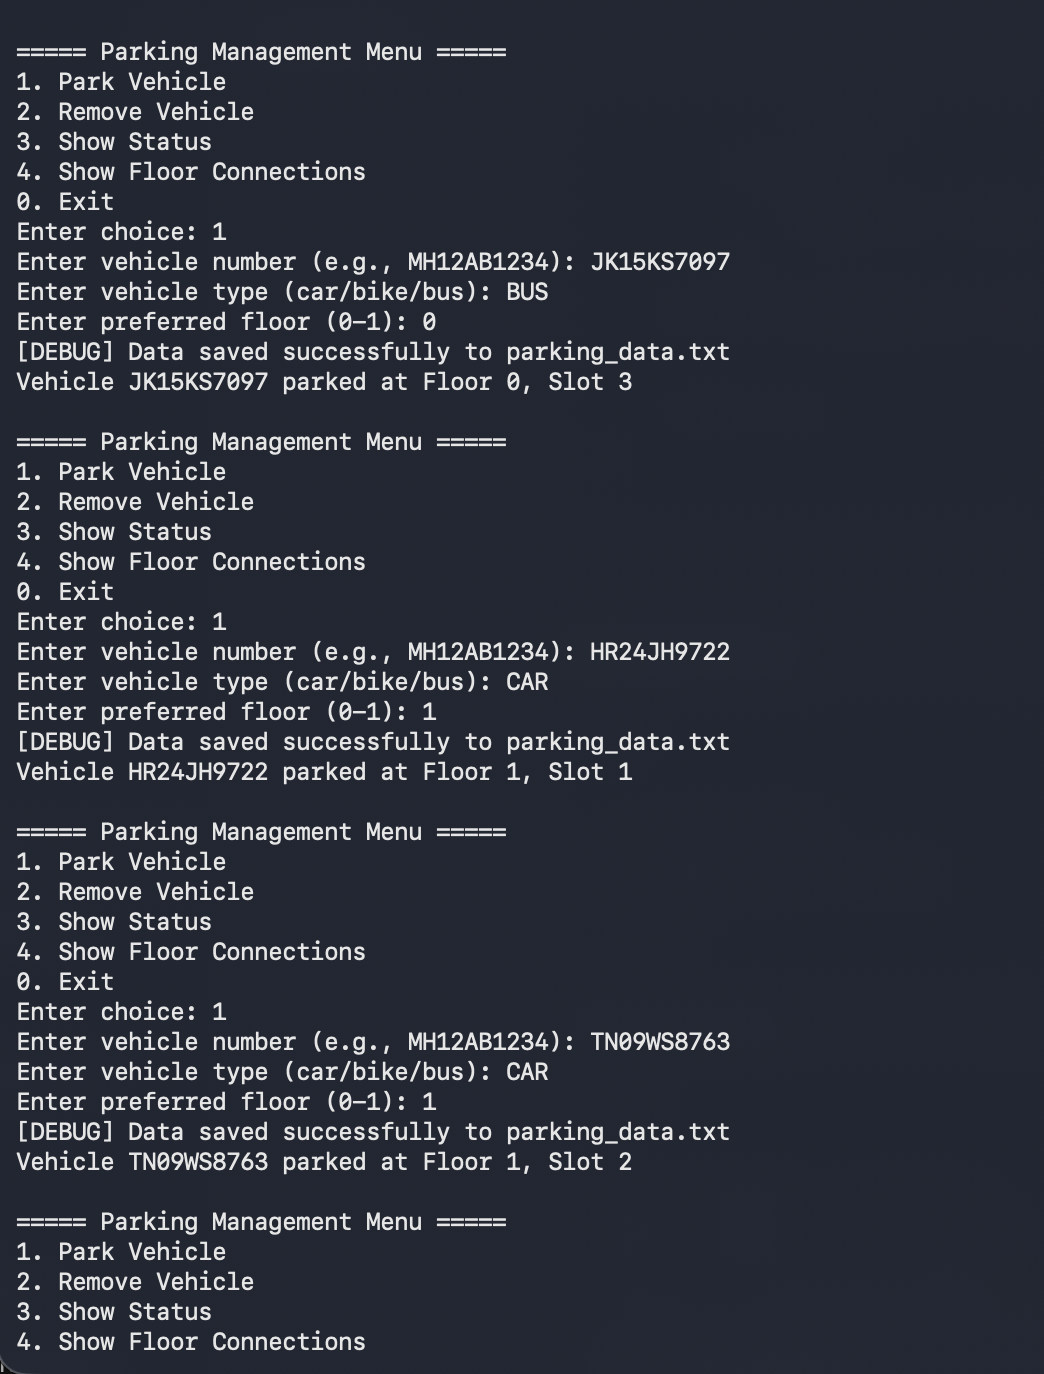 ===== Parking Management Menu =====
1. Park Vehicle
2. Remove Vehicle
3. Show Status
4. Show Floor Connections
0. Exit
Enter choice: 1
Enter vehicle number (e.g., MH12AB1234): JK15KS7097
Enter vehicle type (car/bike/bus): BUS
Enter preferred floor (0–1): 0
[DEBUG] Data saved successfully to parking_data.txt
Vehicle JK15KS7097 parked at Floor 0, Slot 3
===== Parking Management Menu =====
1. Park Vehicle
2. Remove Vehicle
3. Show Status
4. Show Floor Connections
0. Exit
Enter choice: 1
Enter vehicle number (e.g., MH12AB1234): HR24JH9722
Enter vehicle type (car/bike/bus): CAR
Enter preferred floor (0–1): 1
[DEBUG] Data saved successfully to parking_data.txt
Vehicle HR24JH9722 parked at Floor 1, Slot 1
===== Parking Management Menu =====
1. Park Vehicle
2. Remove Vehicle
3. Show Status
4. Show Floor Connections
0. Exit
Enter choice: 1
Enter vehicle number (e.g., MH12AB1234): TN09WS8763
Enter vehicle type (car/bike/bus): CAR
Enter preferred floor (0–1): 1
[DEBUG] Data saved successfully to parking_data.txt
Vehicle TN09WS8763 parked at Floor 1, Slot 2
===== Parking Management Menu =====
1. Park Vehicle
2. Remove Vehicle
3. Show Status
4. Show Floor Connections